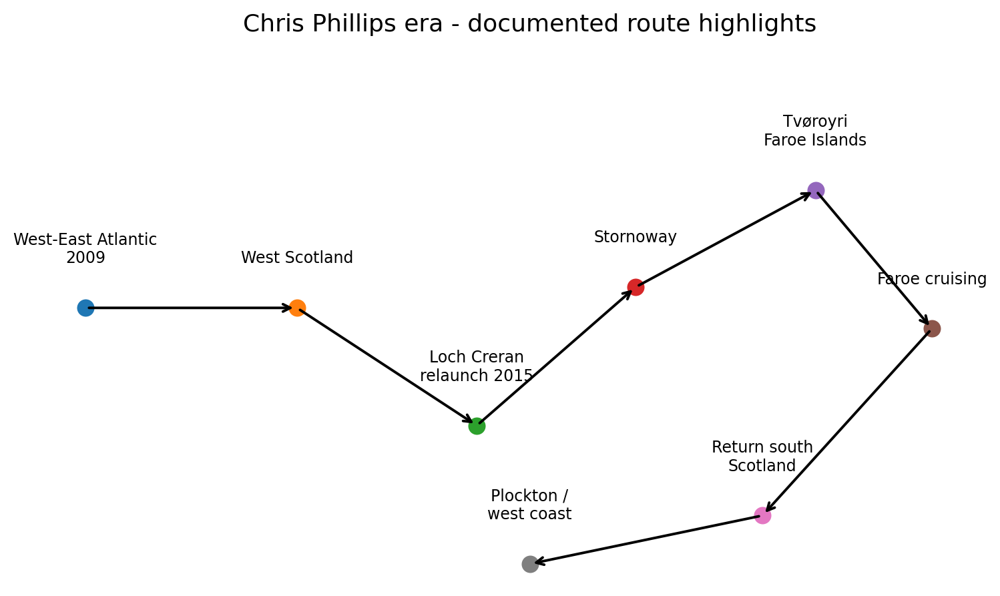 Chris Phillips era - documented route highlights
West-East Atlantic
2009
West Scotland
Loch Creran
relaunch 2015
Stornoway
Tvøroyri
Faroe Islands
Faroe cruising
Return south
Scotland
Plockton /
west coast